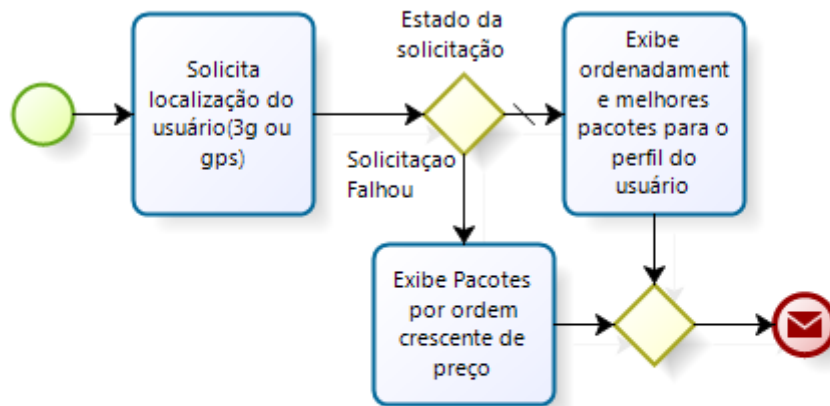 Solicita
localização do
usuário(3g ou
gps)
Estado da
solicitação
Exibe
ordenadament
e melhores
pacotes para o
perfil do
usuário
Solicitaçao
Falhou
Exibe Pacotes
por ordem
crescente de
preço